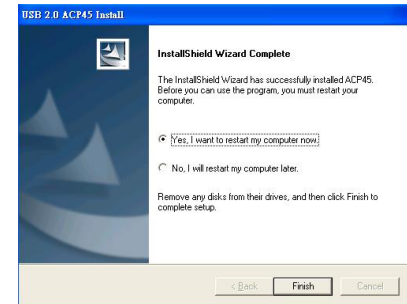 USB 2.0 ACP45 Install
InstallShield Wizard Complete
The InstallShield Wizard has successfully installed ACP45.
Before you can use the program, you must restart your
computer.
Yes, I want to restart my computer now.
No, I will restart my computer later.
Remove any disks from their drives, and then click Finish to
complete setup.
< Back
Finish
Cancel